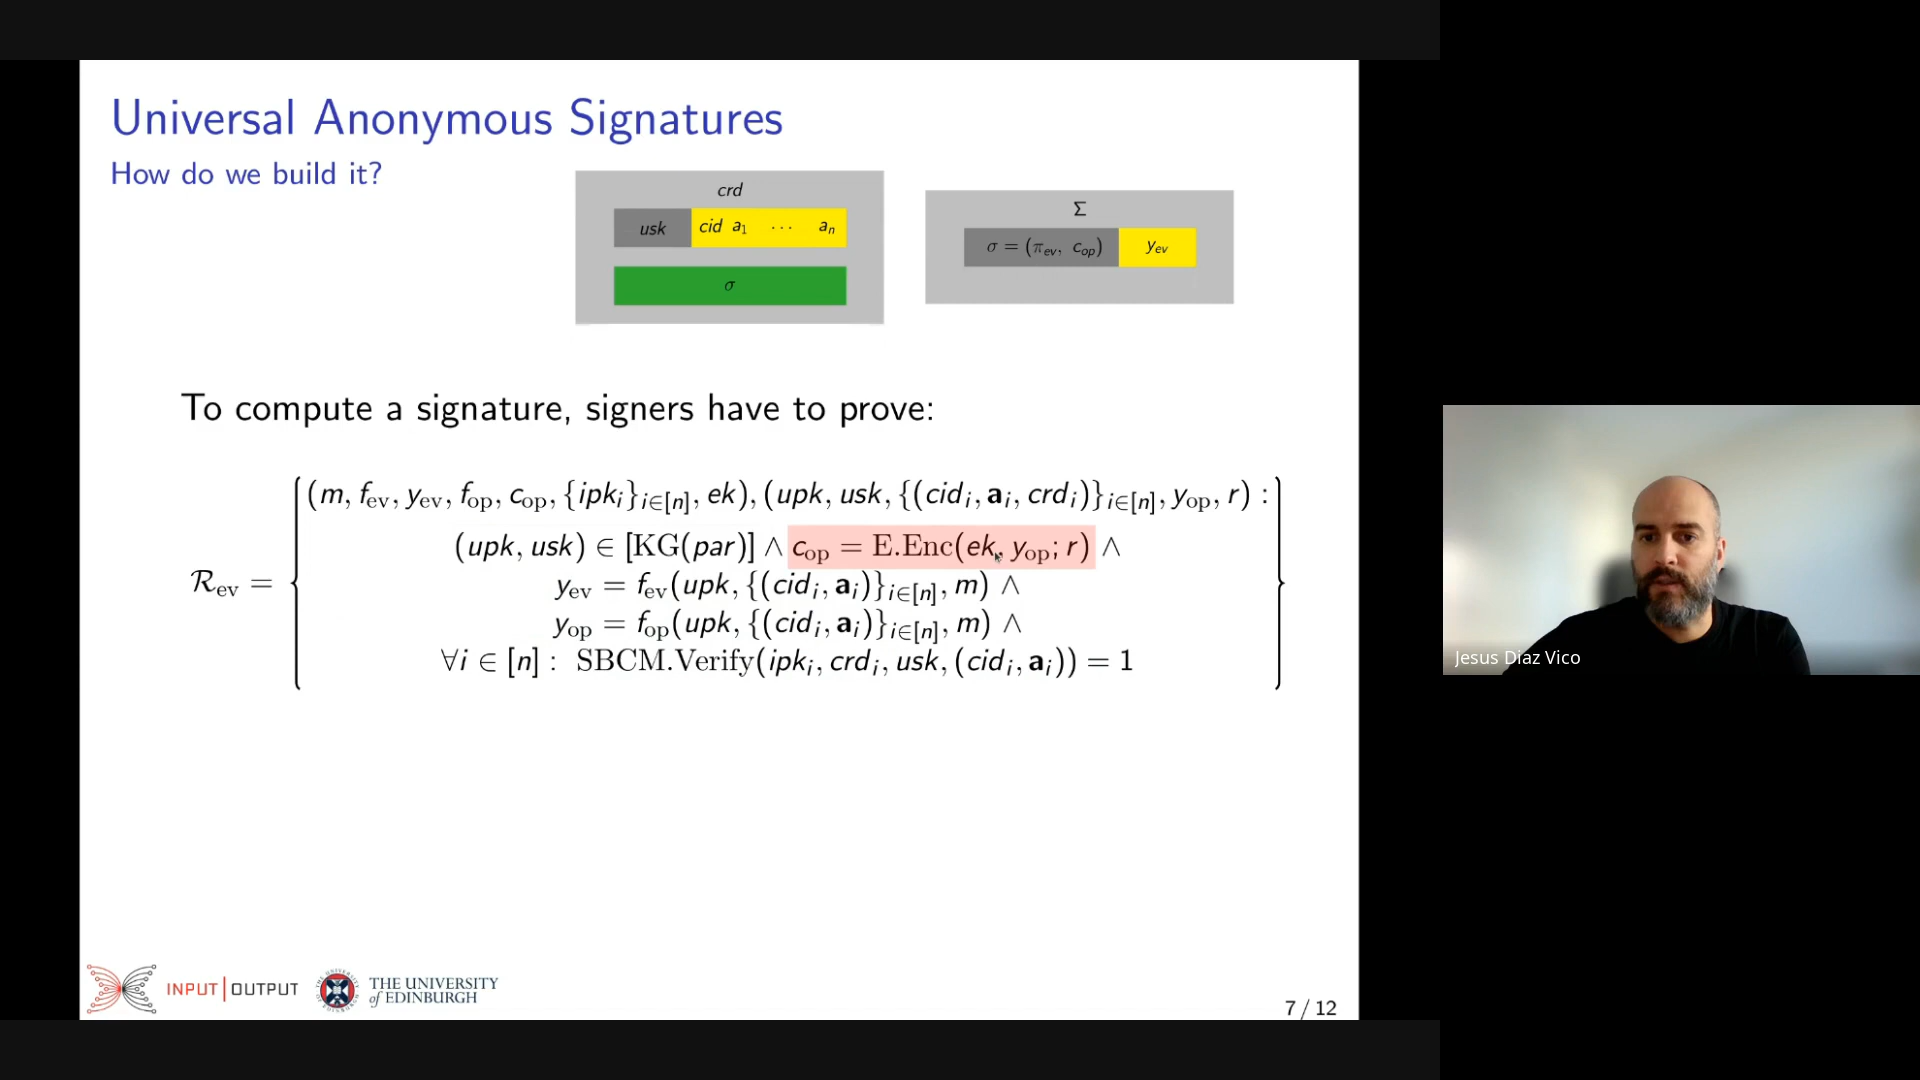 Universal Anonymous Signatures
How do we build it?
crd
usk cid a₁ ··· aₙ
σ
Σ
σ = (π_ev, c_op) y_ev
To compute a signature, signers have to prove:
(m, f_ev, y_ev, f_op, c_op, {ipk_i}_{i∈[n]}, ek), (upk, usk, {(cid_i, a_i, crd_i)}_{i∈[n]}, y_op, r) :
(upk, usk) ∈ [KG(par)] ∧ c_op = E.Enc(ek, y_op; r) ∧
R_ev =
y_ev = f_ev(upk, {(cid_i, a_i)}_{i∈[n]}, m) ∧
y_op = f_op(upk, {(cid_i, a_i)}_{i∈[n]}, m) ∧
∀i ∈ [n] : SBCM.Verify(ipk_i, crd_i, usk, (cid_i, a_i)) = 1
Jesus Diaz Vico
INPUT|OUTPUT
THE UNIVERSITY
of EDINBURGH
7 / 12